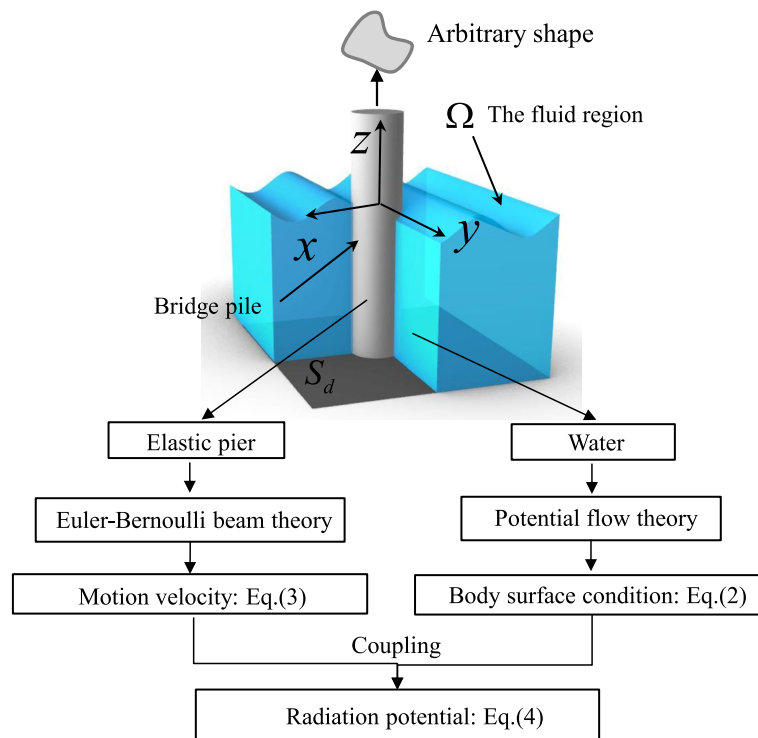 Arbitrary shape
Ω The fluid region
z
x
y
Bridge pile
S_d
Elastic pier
Water
Euler-Bernoulli beam theory
Potential flow theory
Motion velocity: Eq.(3)
Body surface condition: Eq.(2)
Coupling
Radiation potential: Eq.(4)